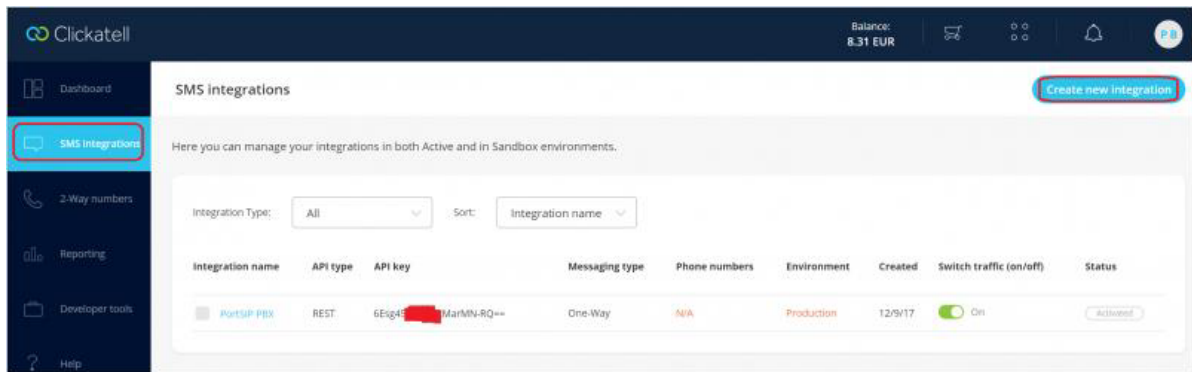 Clickatell
Balance:
8.31 EUR
PB
Dashboard
SMS integrations
Create new integration
SMS Integrations
Here you can manage your integrations in both Active and in Sandbox environments.
2-Way numbers
Integration Type: All Sort: Integration name
Reporting
Integration name API type API key Messaging type Phone numbers Environment Created Switch traffic (on/off) Status
Developer tools
PortSIP PBX REST MarMN-RQ== One-Way N/A Production 12/9/17 On Activated
Help